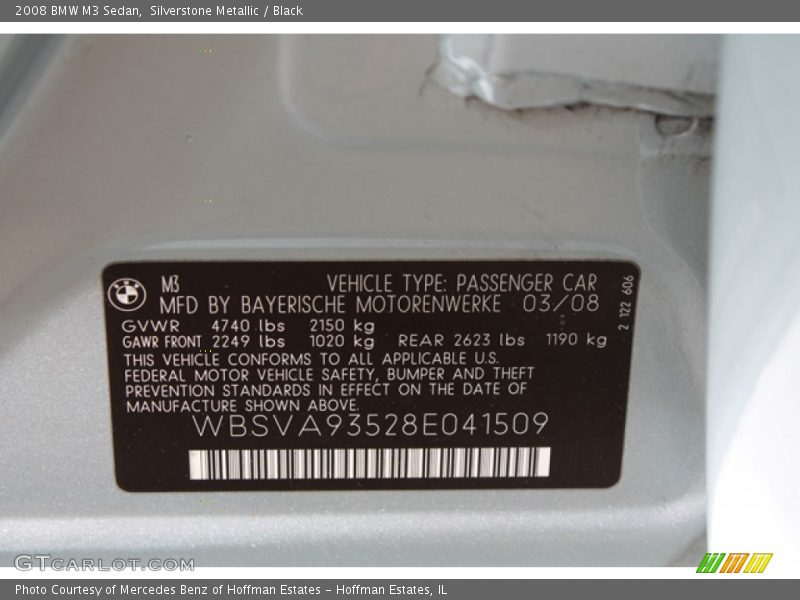 2008 BMW M3 Sedan,  Silverstone Metallic / Black
BMW
M3 VEHICLE TYPE: PASSENGER CAR
MFD BY BAYERISCHE MOTORENWERKE 03/08
GVWR 4740 lbs 2150 kg
GAWR FRONT 2249 lbs 1020 kg REAR 2623 lbs 1190 kg
THIS VEHICLE CONFORMS TO ALL APPLICABLE U.S.
FEDERAL MOTOR VEHICLE SAFETY, BUMPER AND THEFT
PREVENTION STANDARDS IN EFFECT ON THE DATE OF
MANUFACTURE SHOWN ABOVE.
WBSVA93528E041509
2 122 606
GTcarlot.com
Photo Courtesy of Mercedes Benz of Hoffman Estates - Hoffman Estates, IL